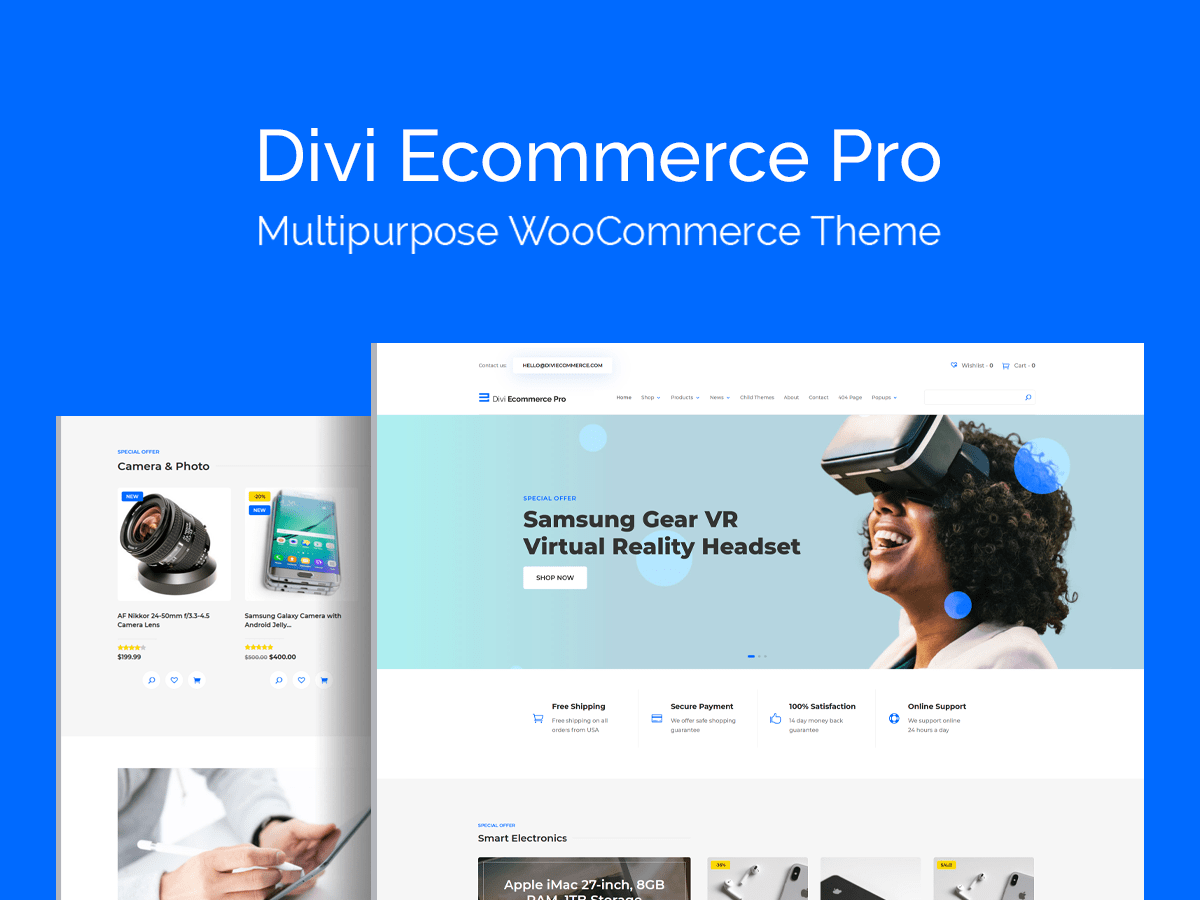 Divi Ecommerce Pro
Multipurpose WooCommerce Theme
Contact us:
HELLO@DIVIECOMMERCE.COM
Wishlist - 0
Cart - 0
Divi Ecommerce Pro
Home
Shop
Products
News
Child Themes
About
Contact
404 Page
Popups
SPECIAL OFFER
Samsung Gear VR
Virtual Reality Headset
SHOP NOW
Free Shipping
Free shipping on all
orders from USA
Secure Payment
We offer safe shopping
guarantee
100% Satisfaction
14 day money back
guarantee
Online Support
We support online
24 hours a day
SPECIAL OFFER
Smart Electronics
Apple iMac 27-inch, 8GB
RAM, 1TB Storage
-35%
SALE!
SPECIAL OFFER
Camera & Photo
NEW
AF Nikkor 24-50mm f/3.3-4.5
Camera Lens
$199.99
-20%
NEW
Samsung Galaxy Camera with
Android Jelly...
$500.00 $400.00